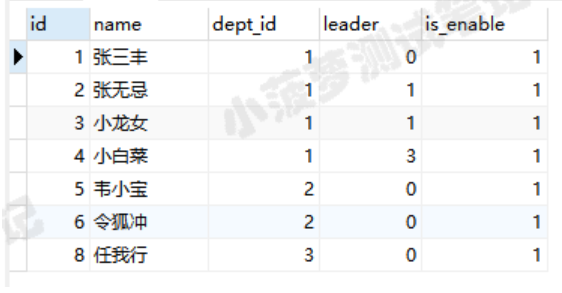 id name dept_id leader is_enable
1 张三丰 1 0 1
2 张无忌 1 1 1
3 小龙女 1 1 1
4 小白菜 1 3 1
5 韦小宝 2 0 1
6 令狐冲 2 0 1
8 任我行 3 0 1
小菠萝测试笔记
记